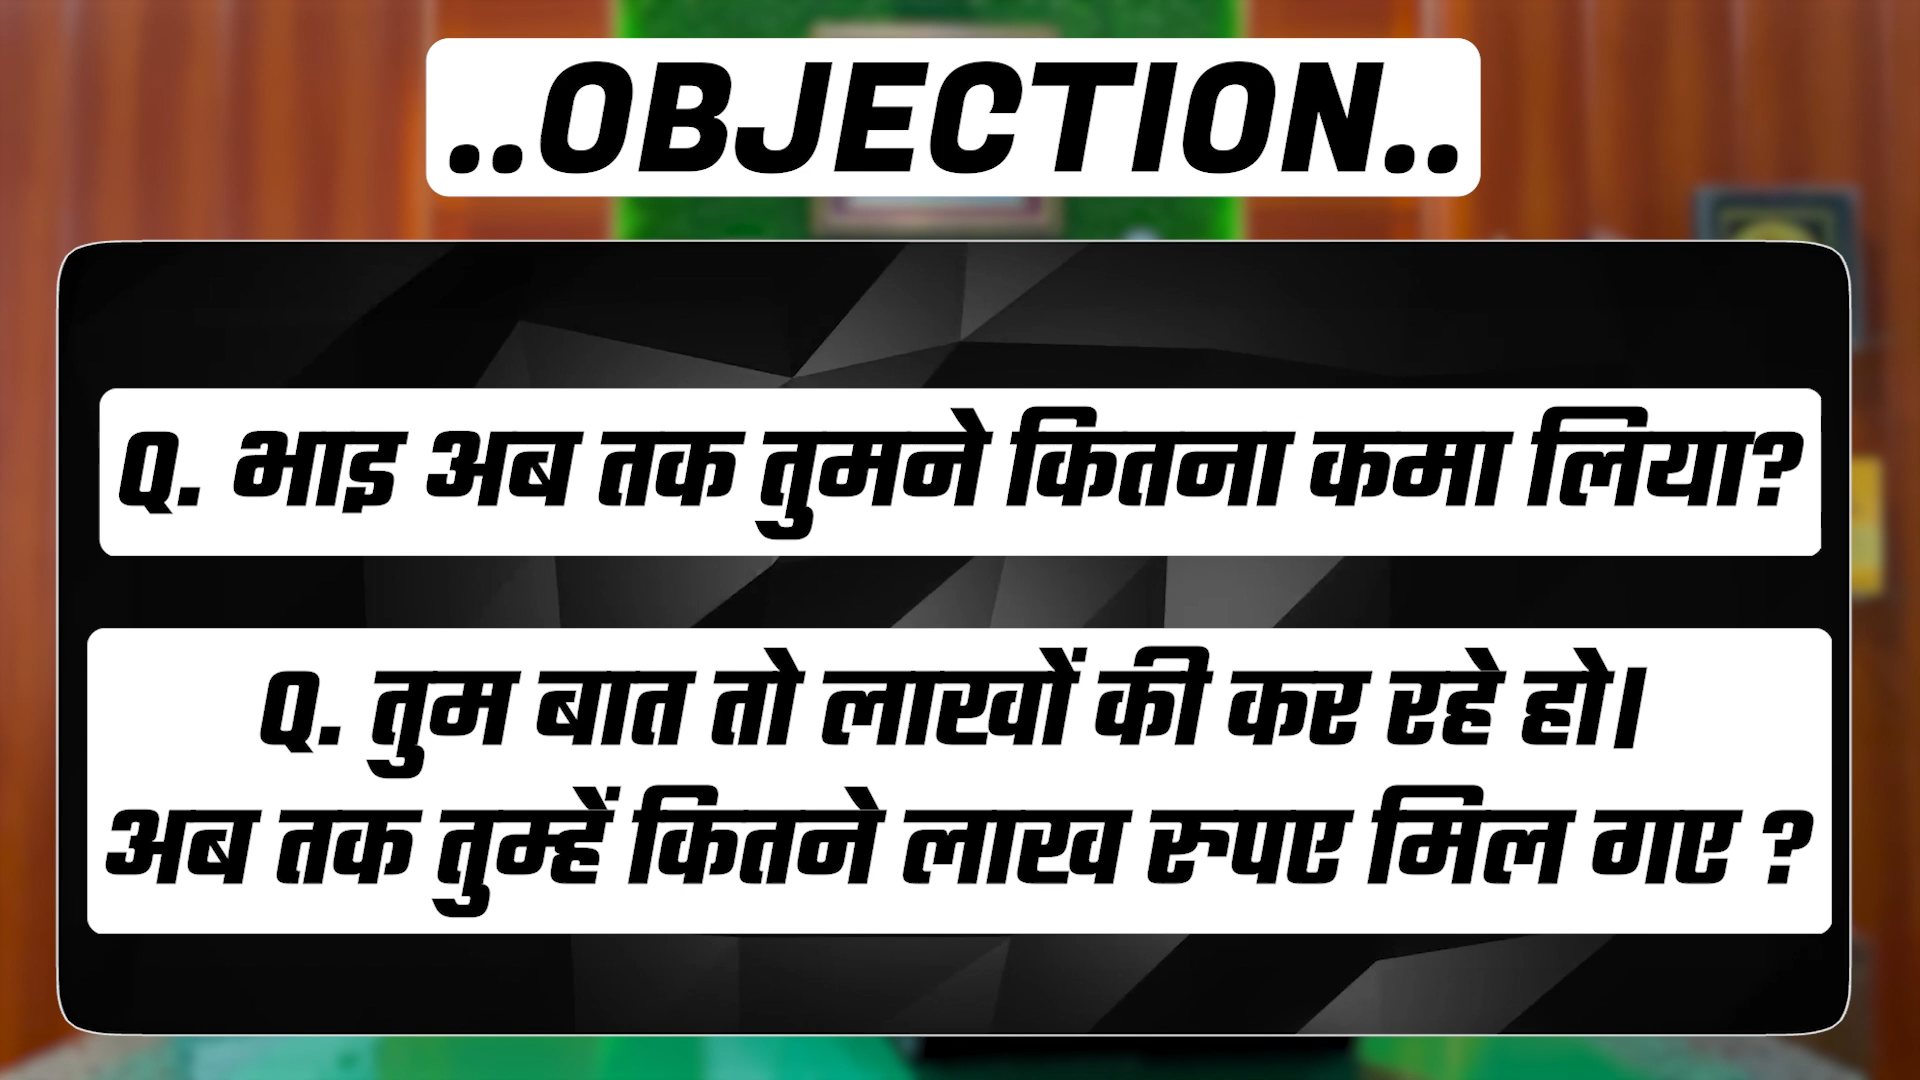 ..OBJECTION..
Q. भाइ अब तक तुमने कितना कमा लिया?
Q. तुम बात तो लाखों की कर रहे हो।
अब तक तुम्हें कितने लाख रुपए मिल गए ?